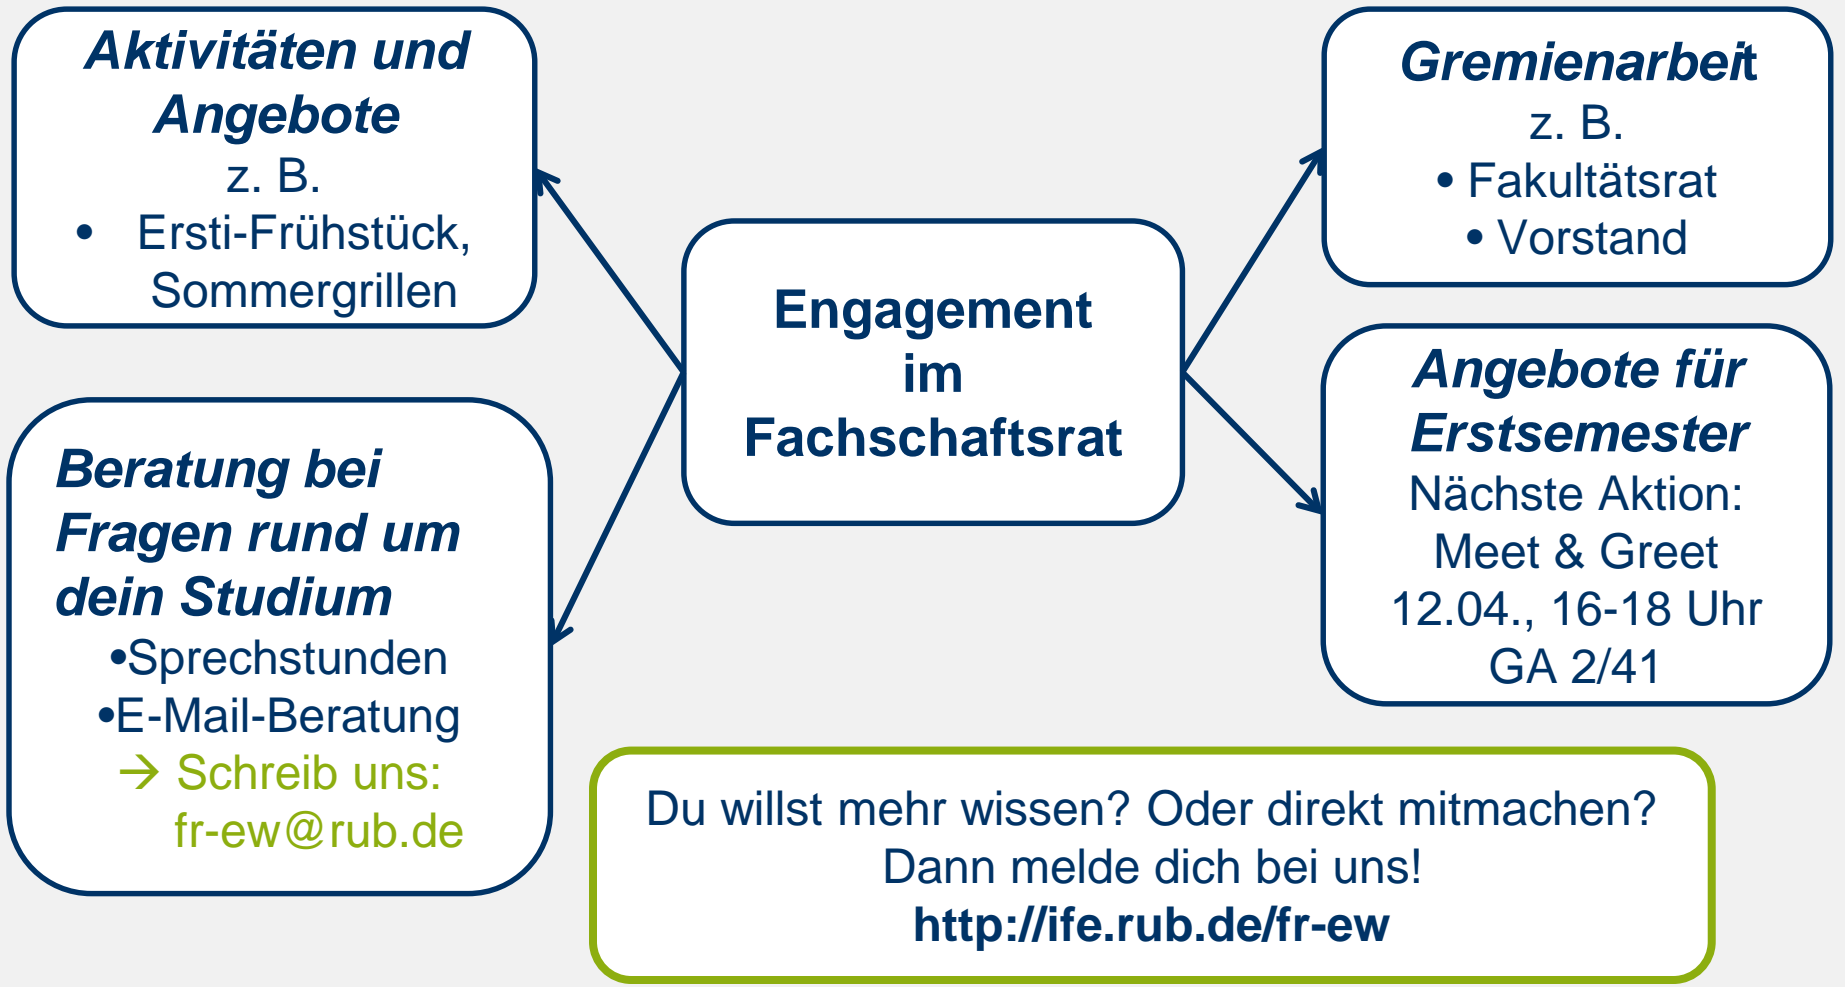 Aktivitäten und
Angebote
z. B.
• Ersti-Frühstück,
Sommergrillen
Gremienarbeit
z. B.
• Fakultätsrat
• Vorstand
Engagement
im
Fachschaftsrat
Beratung bei
Fragen rund um
dein Studium
•Sprechstunden
•E-Mail-Beratung
→ Schreib uns:
fr-ew@rub.de
Angebote für
Erstsemester
Nächste Aktion:
Meet & Greet
12.04., 16-18 Uhr
GA 2/41
Du willst mehr wissen? Oder direkt mitmachen?
Dann melde dich bei uns!
http://ife.rub.de/fr-ew